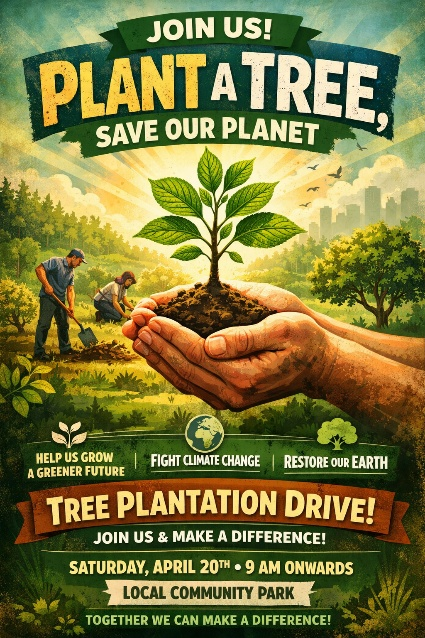 JOIN US!
PLANT A TREE,
SAVE OUR PLANET
HELP US GROW
A GREENER FUTURE
FIGHT CLIMATE CHANGE
RESTORE OUR EARTH
TREE PLANTATION DRIVE!
JOIN US & MAKE A DIFFERENCE!
SATURDAY, APRIL 20TH • 9 AM ONWARDS
LOCAL COMMUNITY PARK
TOGETHER WE CAN MAKE A DIFFERENCE!